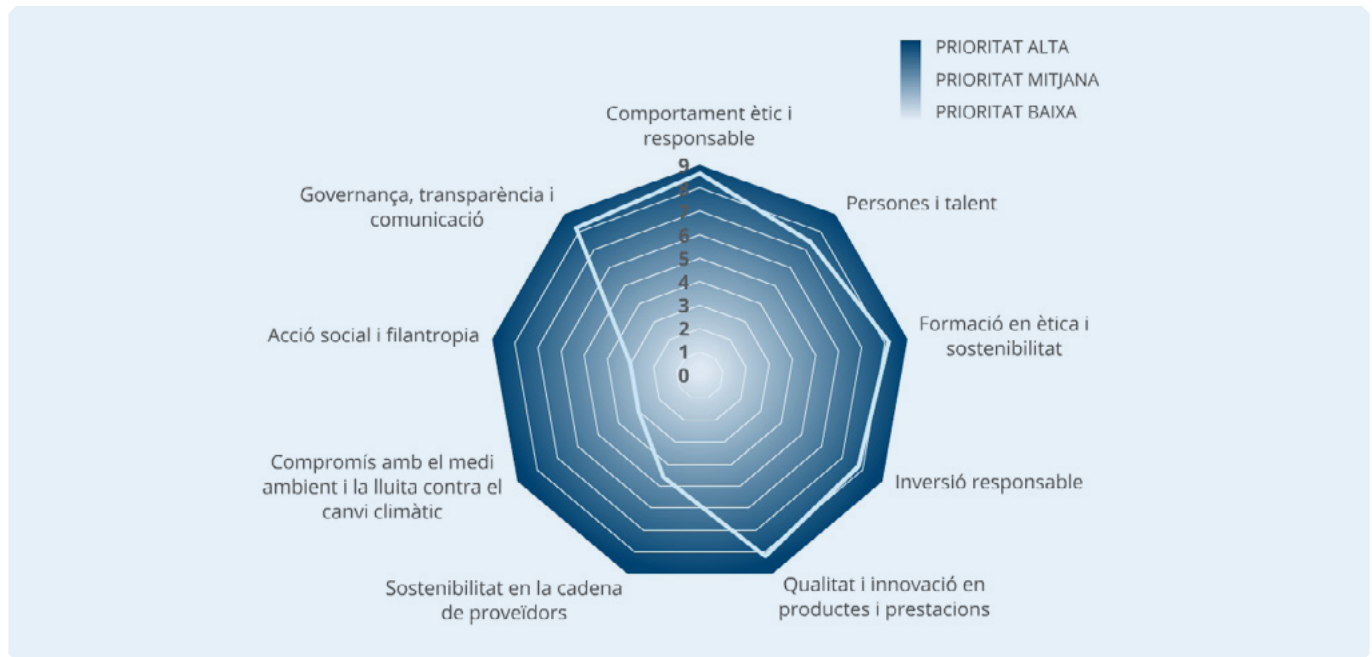 PRIORITAT ALTA
PRIORITAT MITJANA
PRIORITAT BAIXA
Comportament ètic i
responsable
Persones i talent
Formació en ètica i
sostenibilitat
Inversió responsable
Qualitat i innovació en
productes i prestacions
Sostenibilitat en la cadena
de proveïdors
Compromís amb el medi
ambient i la lluita contra el
canvi climàtic
Acció social i filantropia
Governança, transparència i
comunicació
9
8
7
6
5
4
3
2
1
0